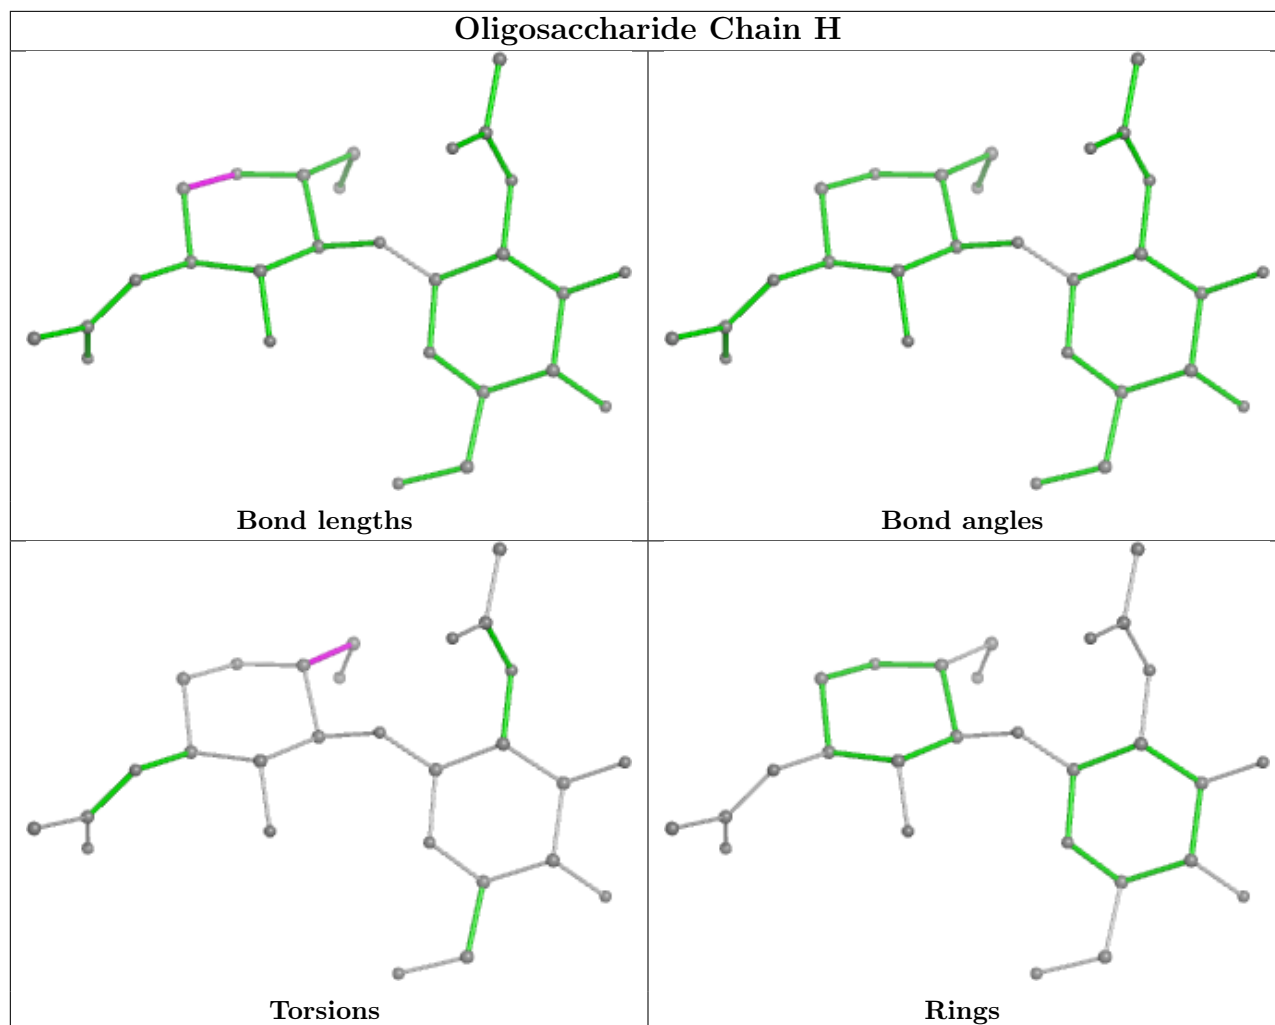 Oligosaccharide Chain H
Bond lengths
Bond angles
Torsions
Rings